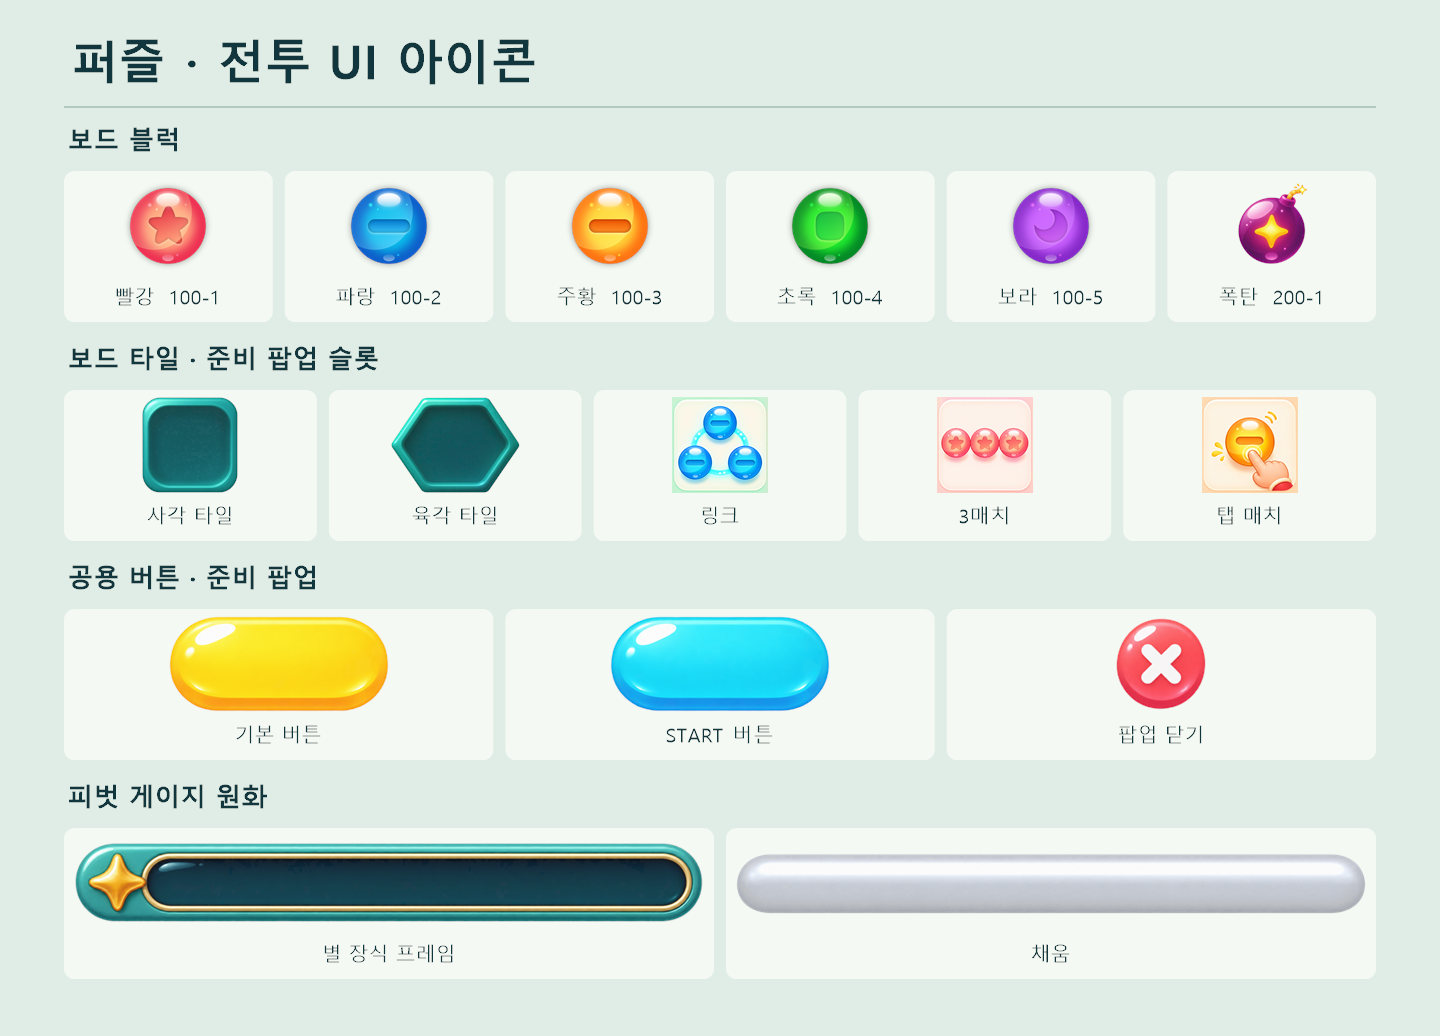 퍼즐 · 전투 UI 아이콘
보드 블럭
빨강 100-1
파랑 100-2
주황 100-3
초록 100-4
보라 100-5
폭탄 200-1
보드 타일 · 준비 팝업 슬롯
사각 타일
육각 타일
링크
3매치
탭 매치
공용 버튼 · 준비 팝업
기본 버튼
START 버튼
팝업 닫기
피벗 게이지 원화
별 장식 프레임
채움